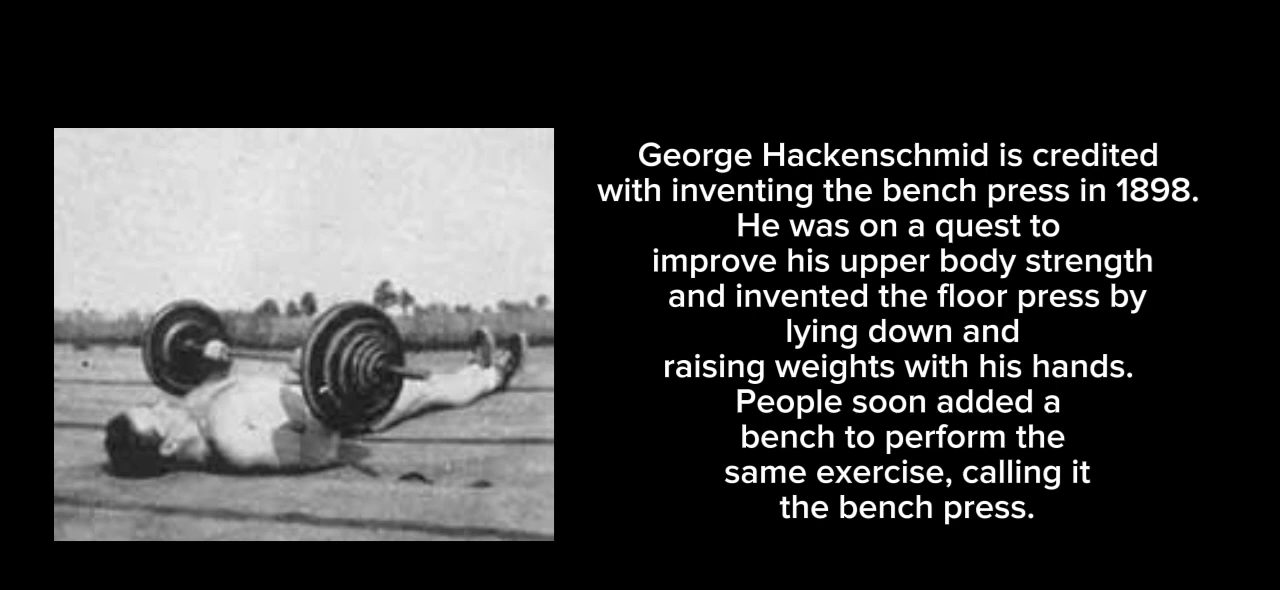 George Hackenschmid is credited
with inventing the bench press in 1898.
He was on a quest to
improve his upper body strength
and invented the floor press by
lying down and
raising weights with his hands.
People soon added a
bench to perform the
same exercise, calling it
the bench press.